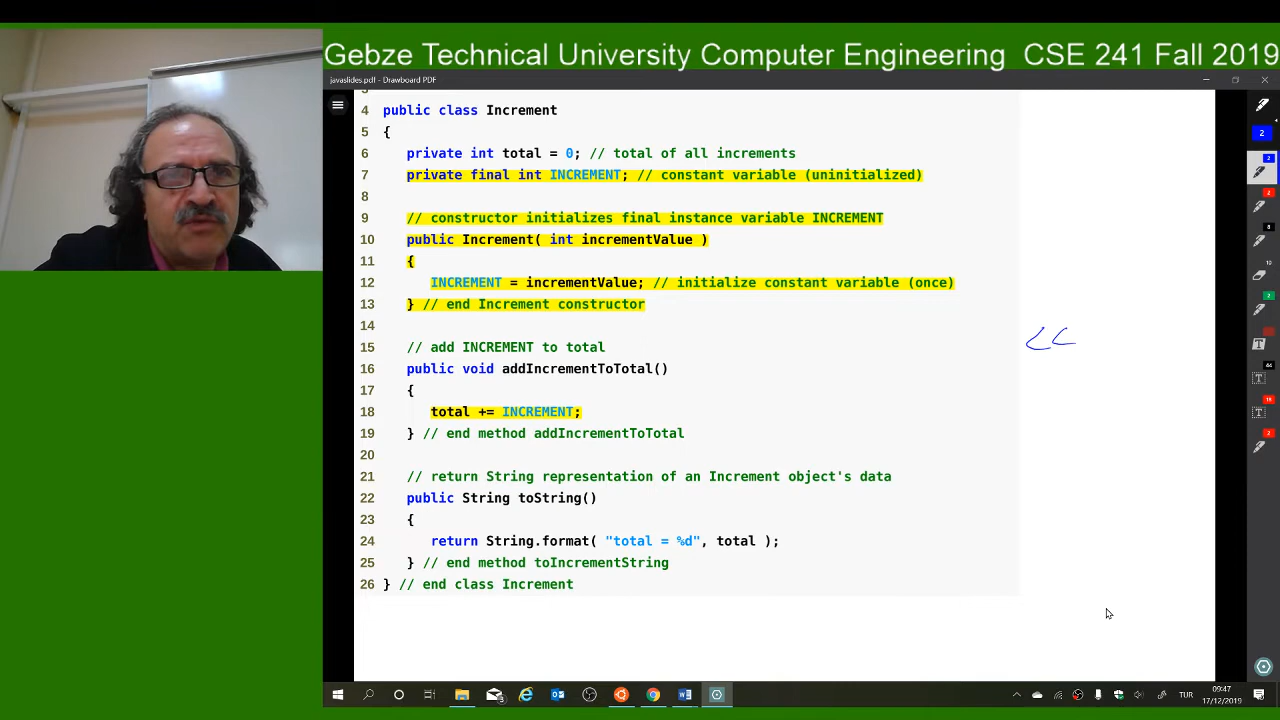 Gebze Technical University Computer Engineering CSE 241 Fall 2019
javaslides.pdf - Drawboard PDF
4 public class Increment
5 {
6 private int total = 0; // total of all increments
7 private final int INCREMENT; // constant variable (uninitialized)
8
9 // constructor initializes final instance variable INCREMENT
10 public Increment( int incrementValue )
11 {
12 INCREMENT = incrementValue; // initialize constant variable (once)
13 } // end Increment constructor
14
15 // add INCREMENT to total
16 public void addIncrementToTotal()
17 {
18 total += INCREMENT;
19 } // end method addIncrementToTotal
20
21 // return String representation of an Increment object's data
22 public String toString()
23 {
24 return String.format( "total = %d", total );
25 } // end method toIncrementString
26 } // end class Increment
<<
TUR
09:47
17/12/2019